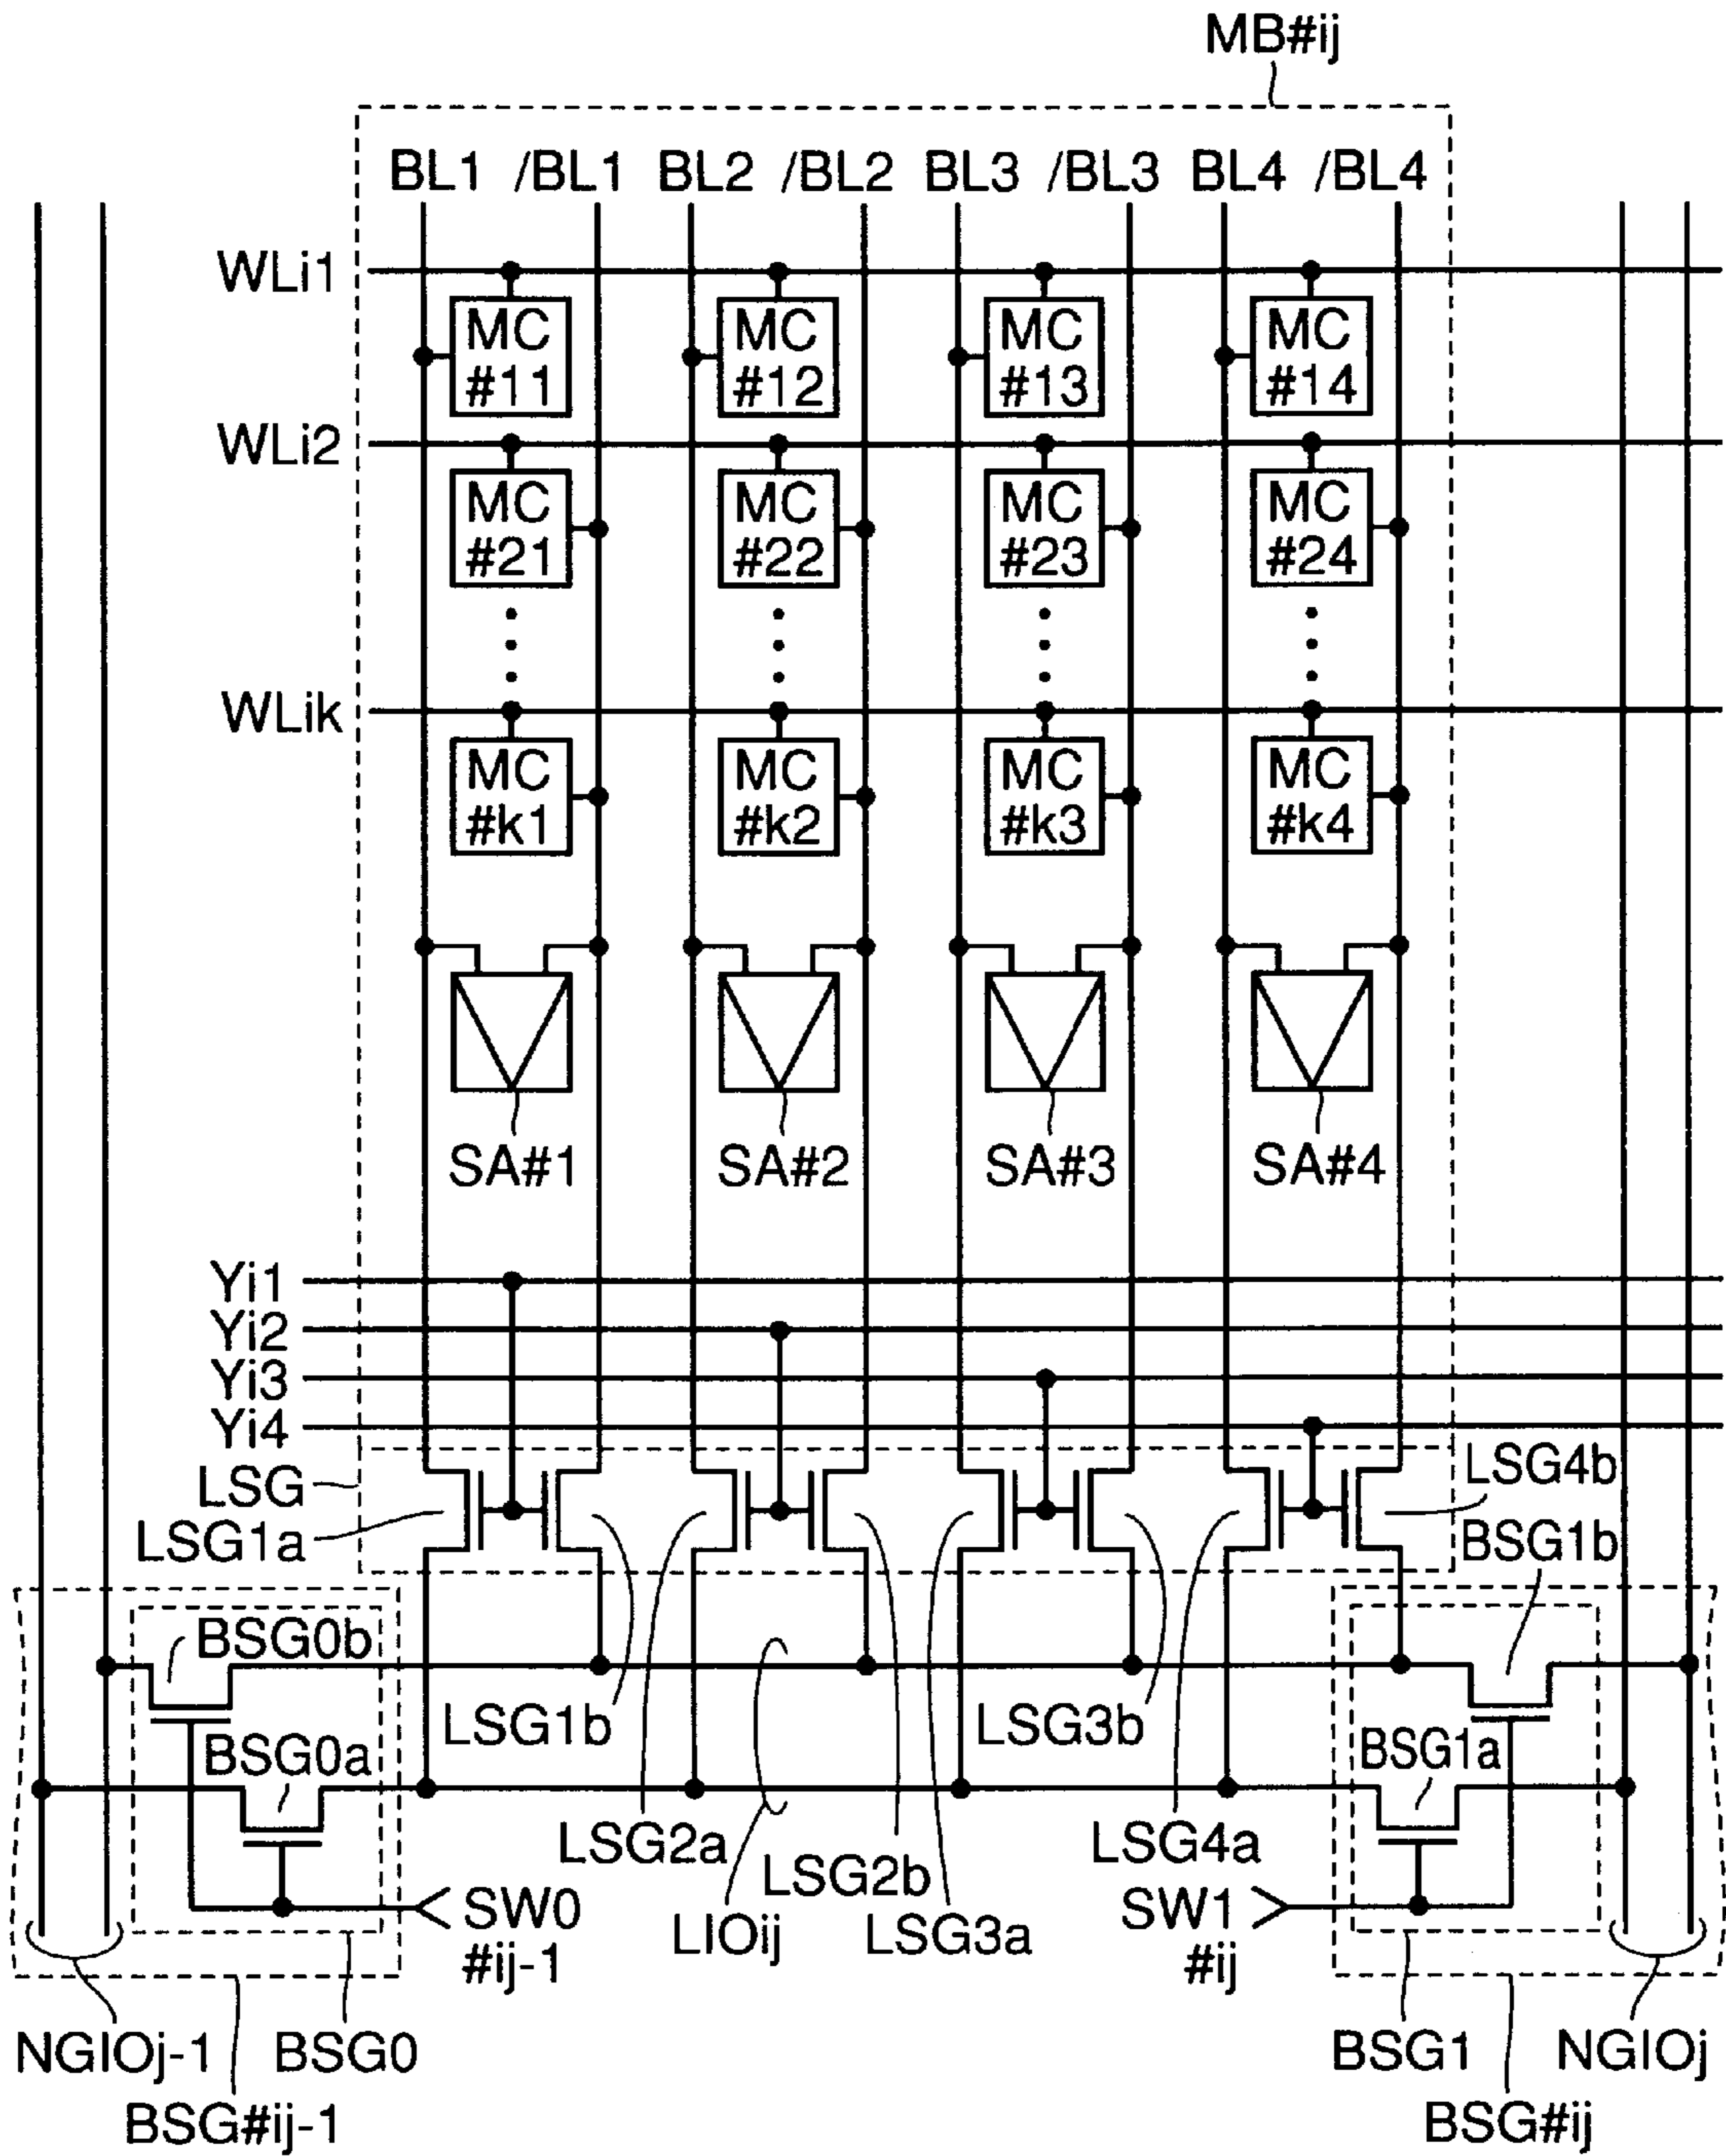 MB#ij
BL1 /BL1 BL2 /BL2 BL3 /BL3 BL4 /BL4
WLi1
MC #11
MC #12
MC #13
MC #14
WLi2
MC #21
MC #22
MC #23
MC #24
WLik
MC #k1
MC #k2
MC #k3
MC #k4
SA#1 SA#2 SA#3 SA#4
Yi1
Yi2
Yi3
Yi4
LSG
LSG1a
LSG4b
BSG1b
BSG0b
LSG1b
LSG3b
BSG0a
BSG1a
LSG2a
LSG2b
LSG4a
SW0
#ij-1
LIOij
LSG3a
SW1
#ij
NGIOj-1
BSG0
BSG1
NGIOj
BSG#ij-1
BSG#ij